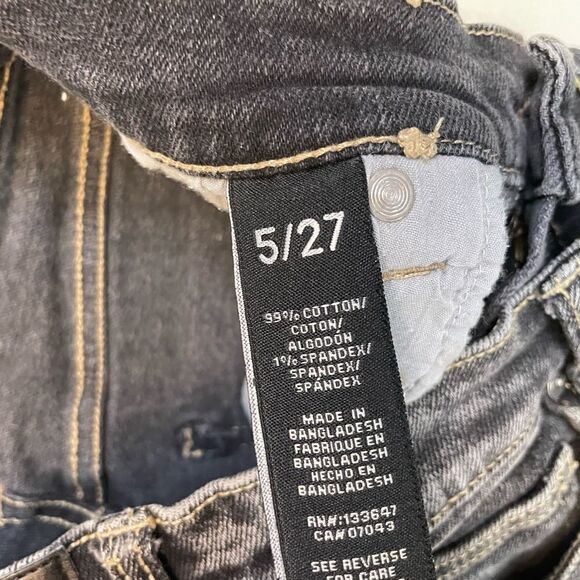 5/27
99% COTTON/
COTON/
ALGODÓN
1% SPANDEX/
SPANDEX/
SPÁNDEX
MADE IN
BANGLADESH
FABRIQUE EN
BANGLADESH
HECHO EN
BANGLADESH
RN#:133647
CA# 07043
SEE REVERSE
FOR CARE